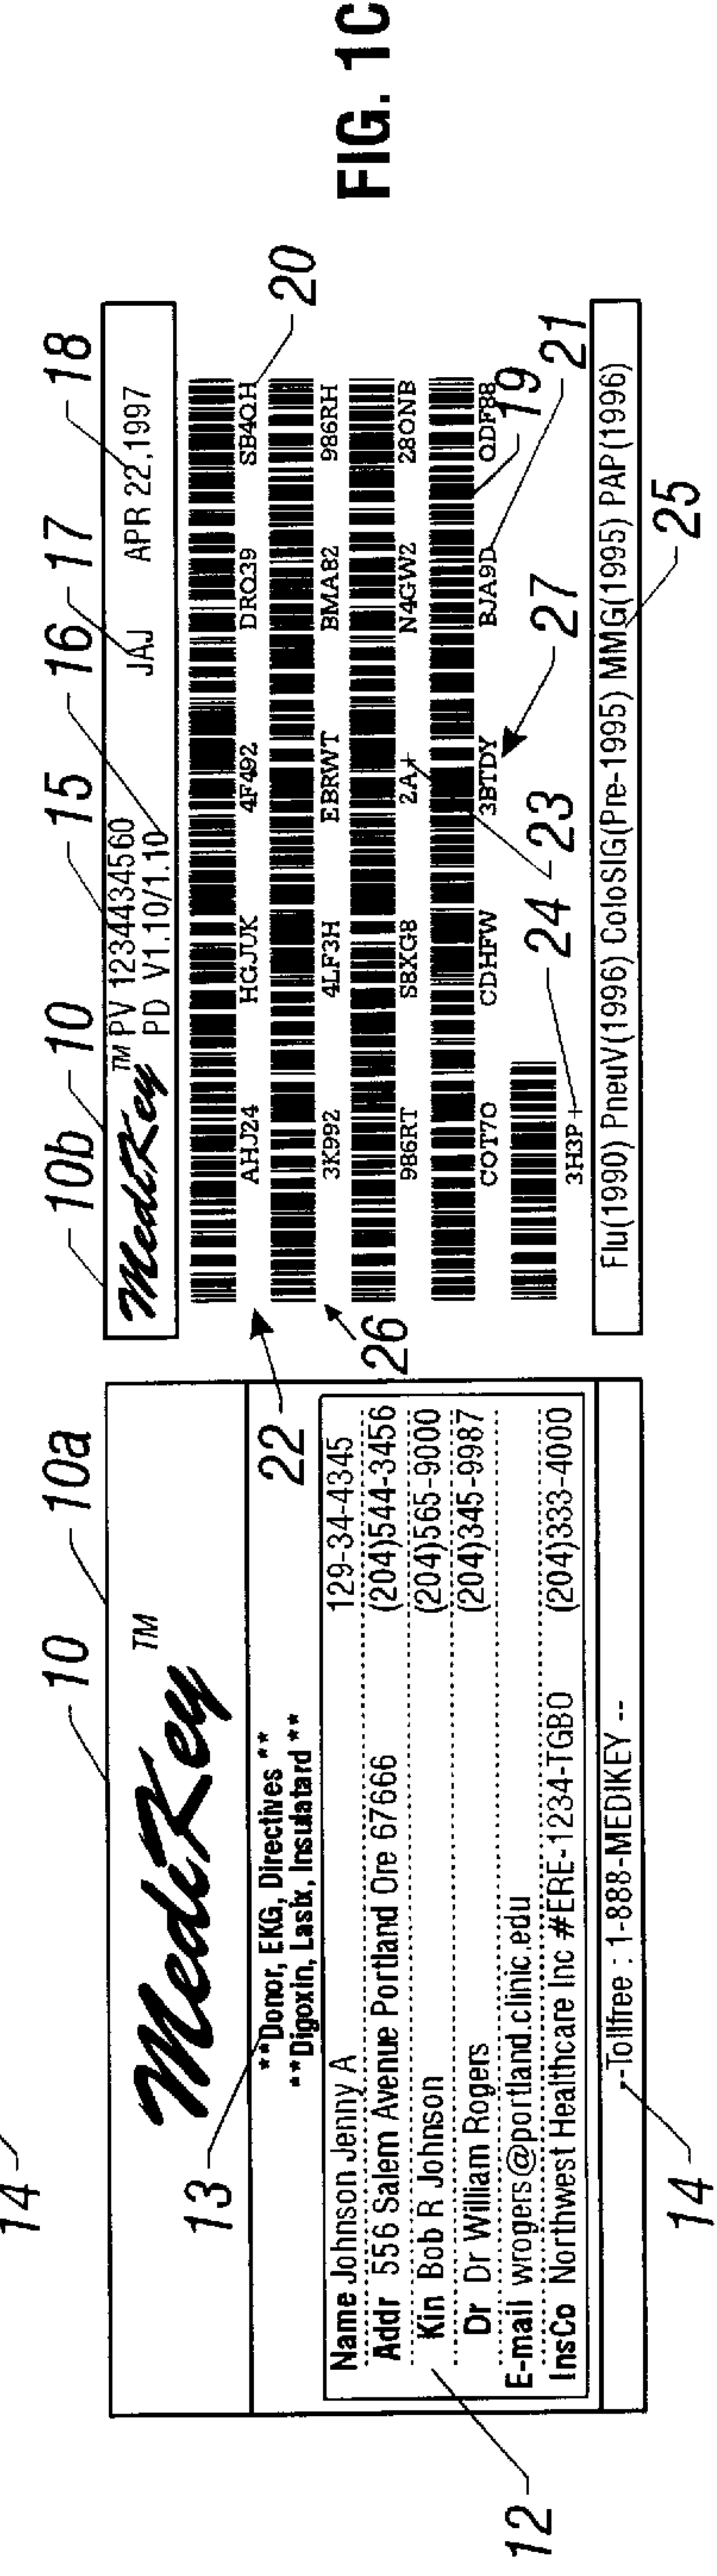 14
10
10a
MediKey TM
13
**Donor, EKG, Directives **
**Digoxin, Lasix, Insulatard **
Name Johnson Jenny A 129-34-4345
Addr 556 Salem Avenue Portland Ore 67666 (204)544-3456
Kin Bob R Johnson (204)565-9000
Dr Dr William Rogers (204)345-9987
E-mail wrogers@portland.clinic.edu
InsCo Northwest Healthcare Inc #ERE-1234-TGBO (204)333-4000
--Tollfree : 1-888-MEDIKEY --
12
14
10b
10
15
16
17
18
MediKey TM PV 1234434560
PD V1.10/1.10
JAJ APR 22,1997
22
AHJ24 HGJUK 4F492 DRQ39 SB4QH
20
26
3K992 4LF3H EBRWT BMA82 986RH
9B6RT S8XG8 2A+ N4GWZ 28QNB
COT7O CDHFW 3BTDY BJA9D QDF88
19
21
23
27
3H3P+
24
Flu(1990) PneuV(1996) ColoSIG(Pre-1995) MMG(1995) PAP(1996)
25
FIG. 1C